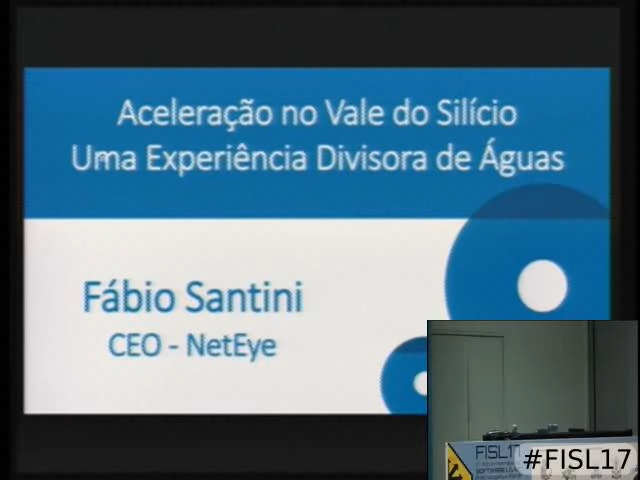 Aceleração no Vale do Silício
Uma Experiência Divisora de Águas
Fábio Santini
CEO - NetEye
FISL17
#FISL17